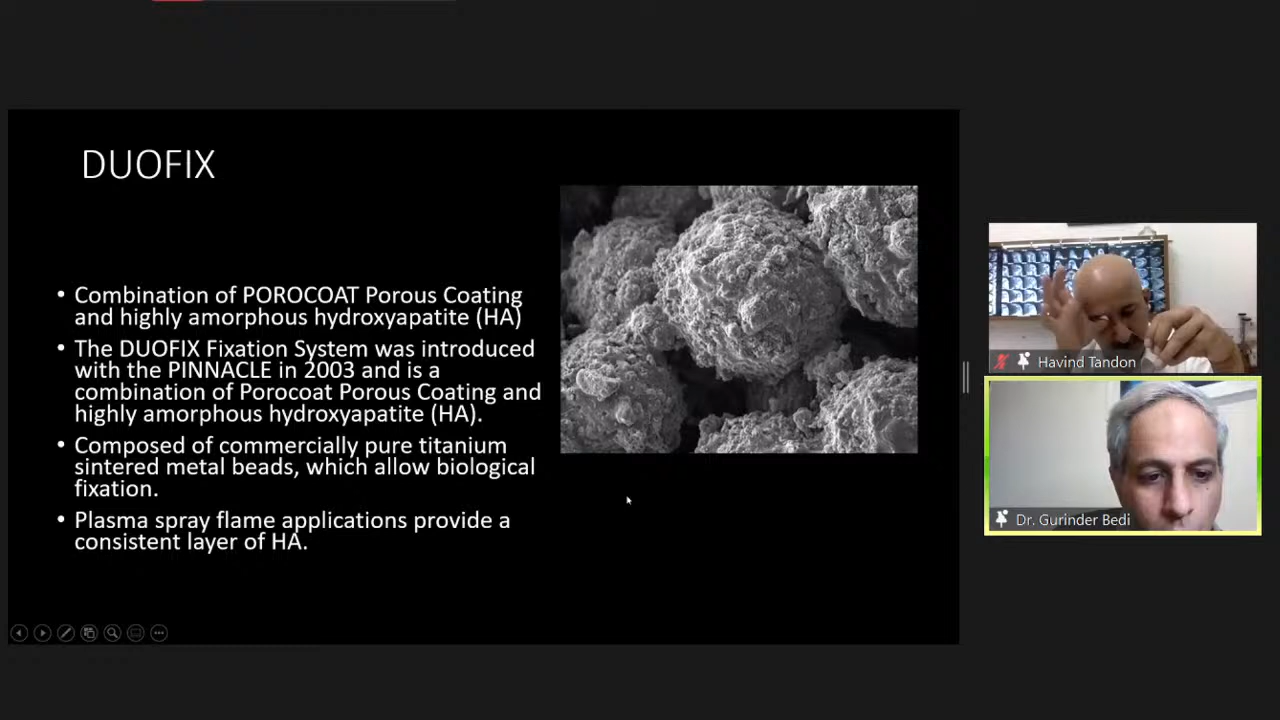 DUOFIX
• Combination of POROCOAT Porous Coating
and highly amorphous hydroxyapatite (HA)
• The DUOFIX Fixation System was introduced
with the PINNACLE in 2003 and is a
combination of Porocoat Porous Coating and
highly amorphous hydroxyapatite (HA).
• Composed of commercially pure titanium
sintered metal beads, which allow biological
fixation.
• Plasma spray flame applications provide a
consistent layer of HA.
Havind Tandon
Dr. Gurinder Bedi